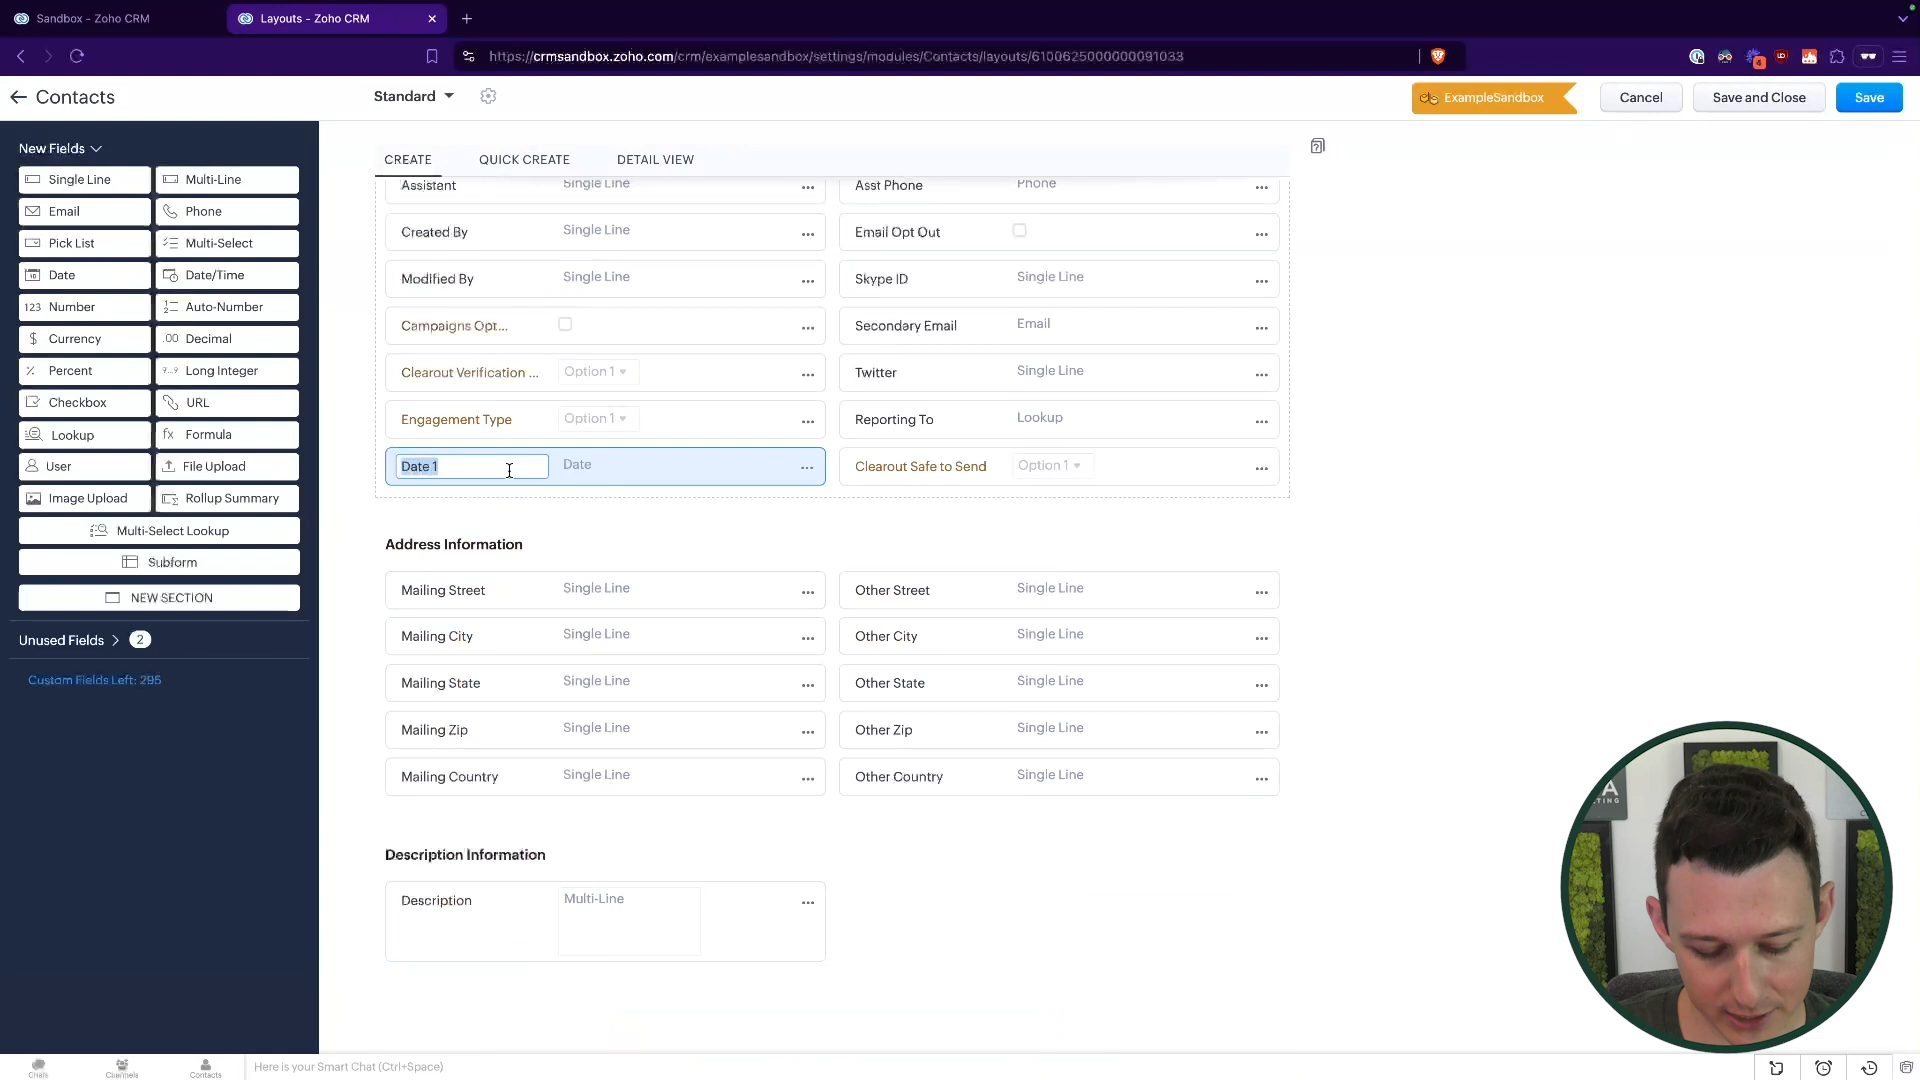 Sandbox - Zoho CRM
Layouts - Zoho CRM
https://crmsandbox.zoho.com/crm/examplesandbox/settings/modules/Contacts/layouts/6100625000000091033
4
Contacts
Standard
ExampleSandbox
Cancel
Save and Close
Save
New Fields
Single Line
Multi-Line
Email
Phone
Pick List
Multi-Select
Date
Date/Time
123 Number
Auto-Number
$ Currency
.00 Decimal
% Percent
Long Integer
Checkbox
URL
Lookup
fx Formula
User
File Upload
Image Upload
Rollup Summary
Multi-Select Lookup
Subform
NEW SECTION
Unused Fields 2
Custom Fields Left: 295
CREATE
QUICK CREATE
DETAIL VIEW
Assistant Single Line
Asst Phone Phone
Created By Single Line
Email Opt Out
Modified By Single Line
Skype ID Single Line
Campaigns Opt...
Secondary Email Email
Clearout Verification ... Option 1
Twitter Single Line
Engagement Type Option 1
Reporting To Lookup
Date 1 Date
Clearout Safe to Send Option 1
Address Information
Mailing Street Single Line
Other Street Single Line
Mailing City Single Line
Other City Single Line
Mailing State Single Line
Other State Single Line
Mailing Zip Single Line
Other Zip Single Line
Mailing Country Single Line
Other Country Single Line
Description Information
Description Multi-Line
Chats
Channels
Contacts
Here is your Smart Chat (Ctrl+Space)